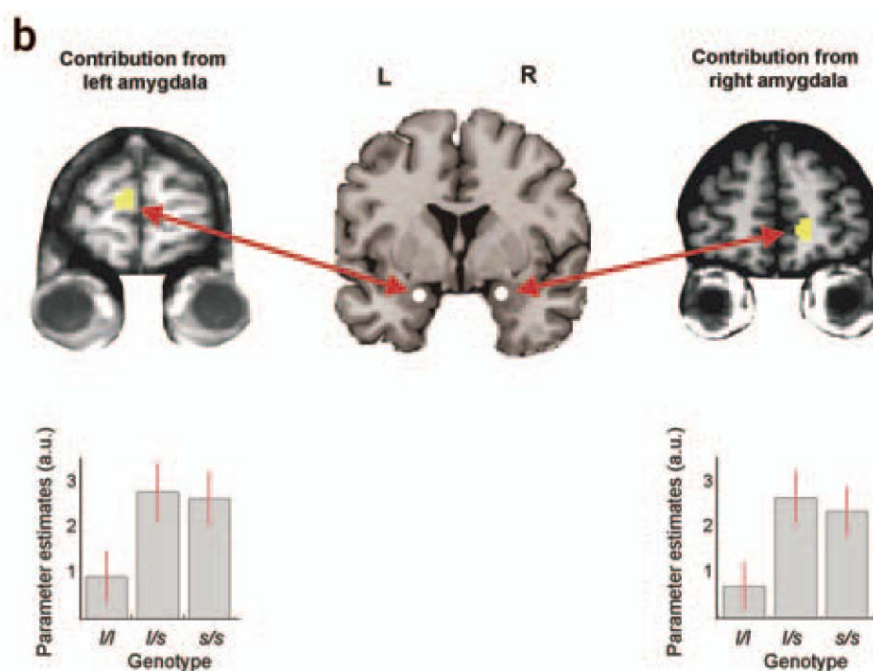 b
Contribution from
left amygdala
L
R
Contribution from
right amygdala
Parameter estimates (a.u.)
3
2
1
l/l
l/s
s/s
Genotype
Parameter estimates (a.u.)
3
2
1
l/l
l/s
s/s
Genotype